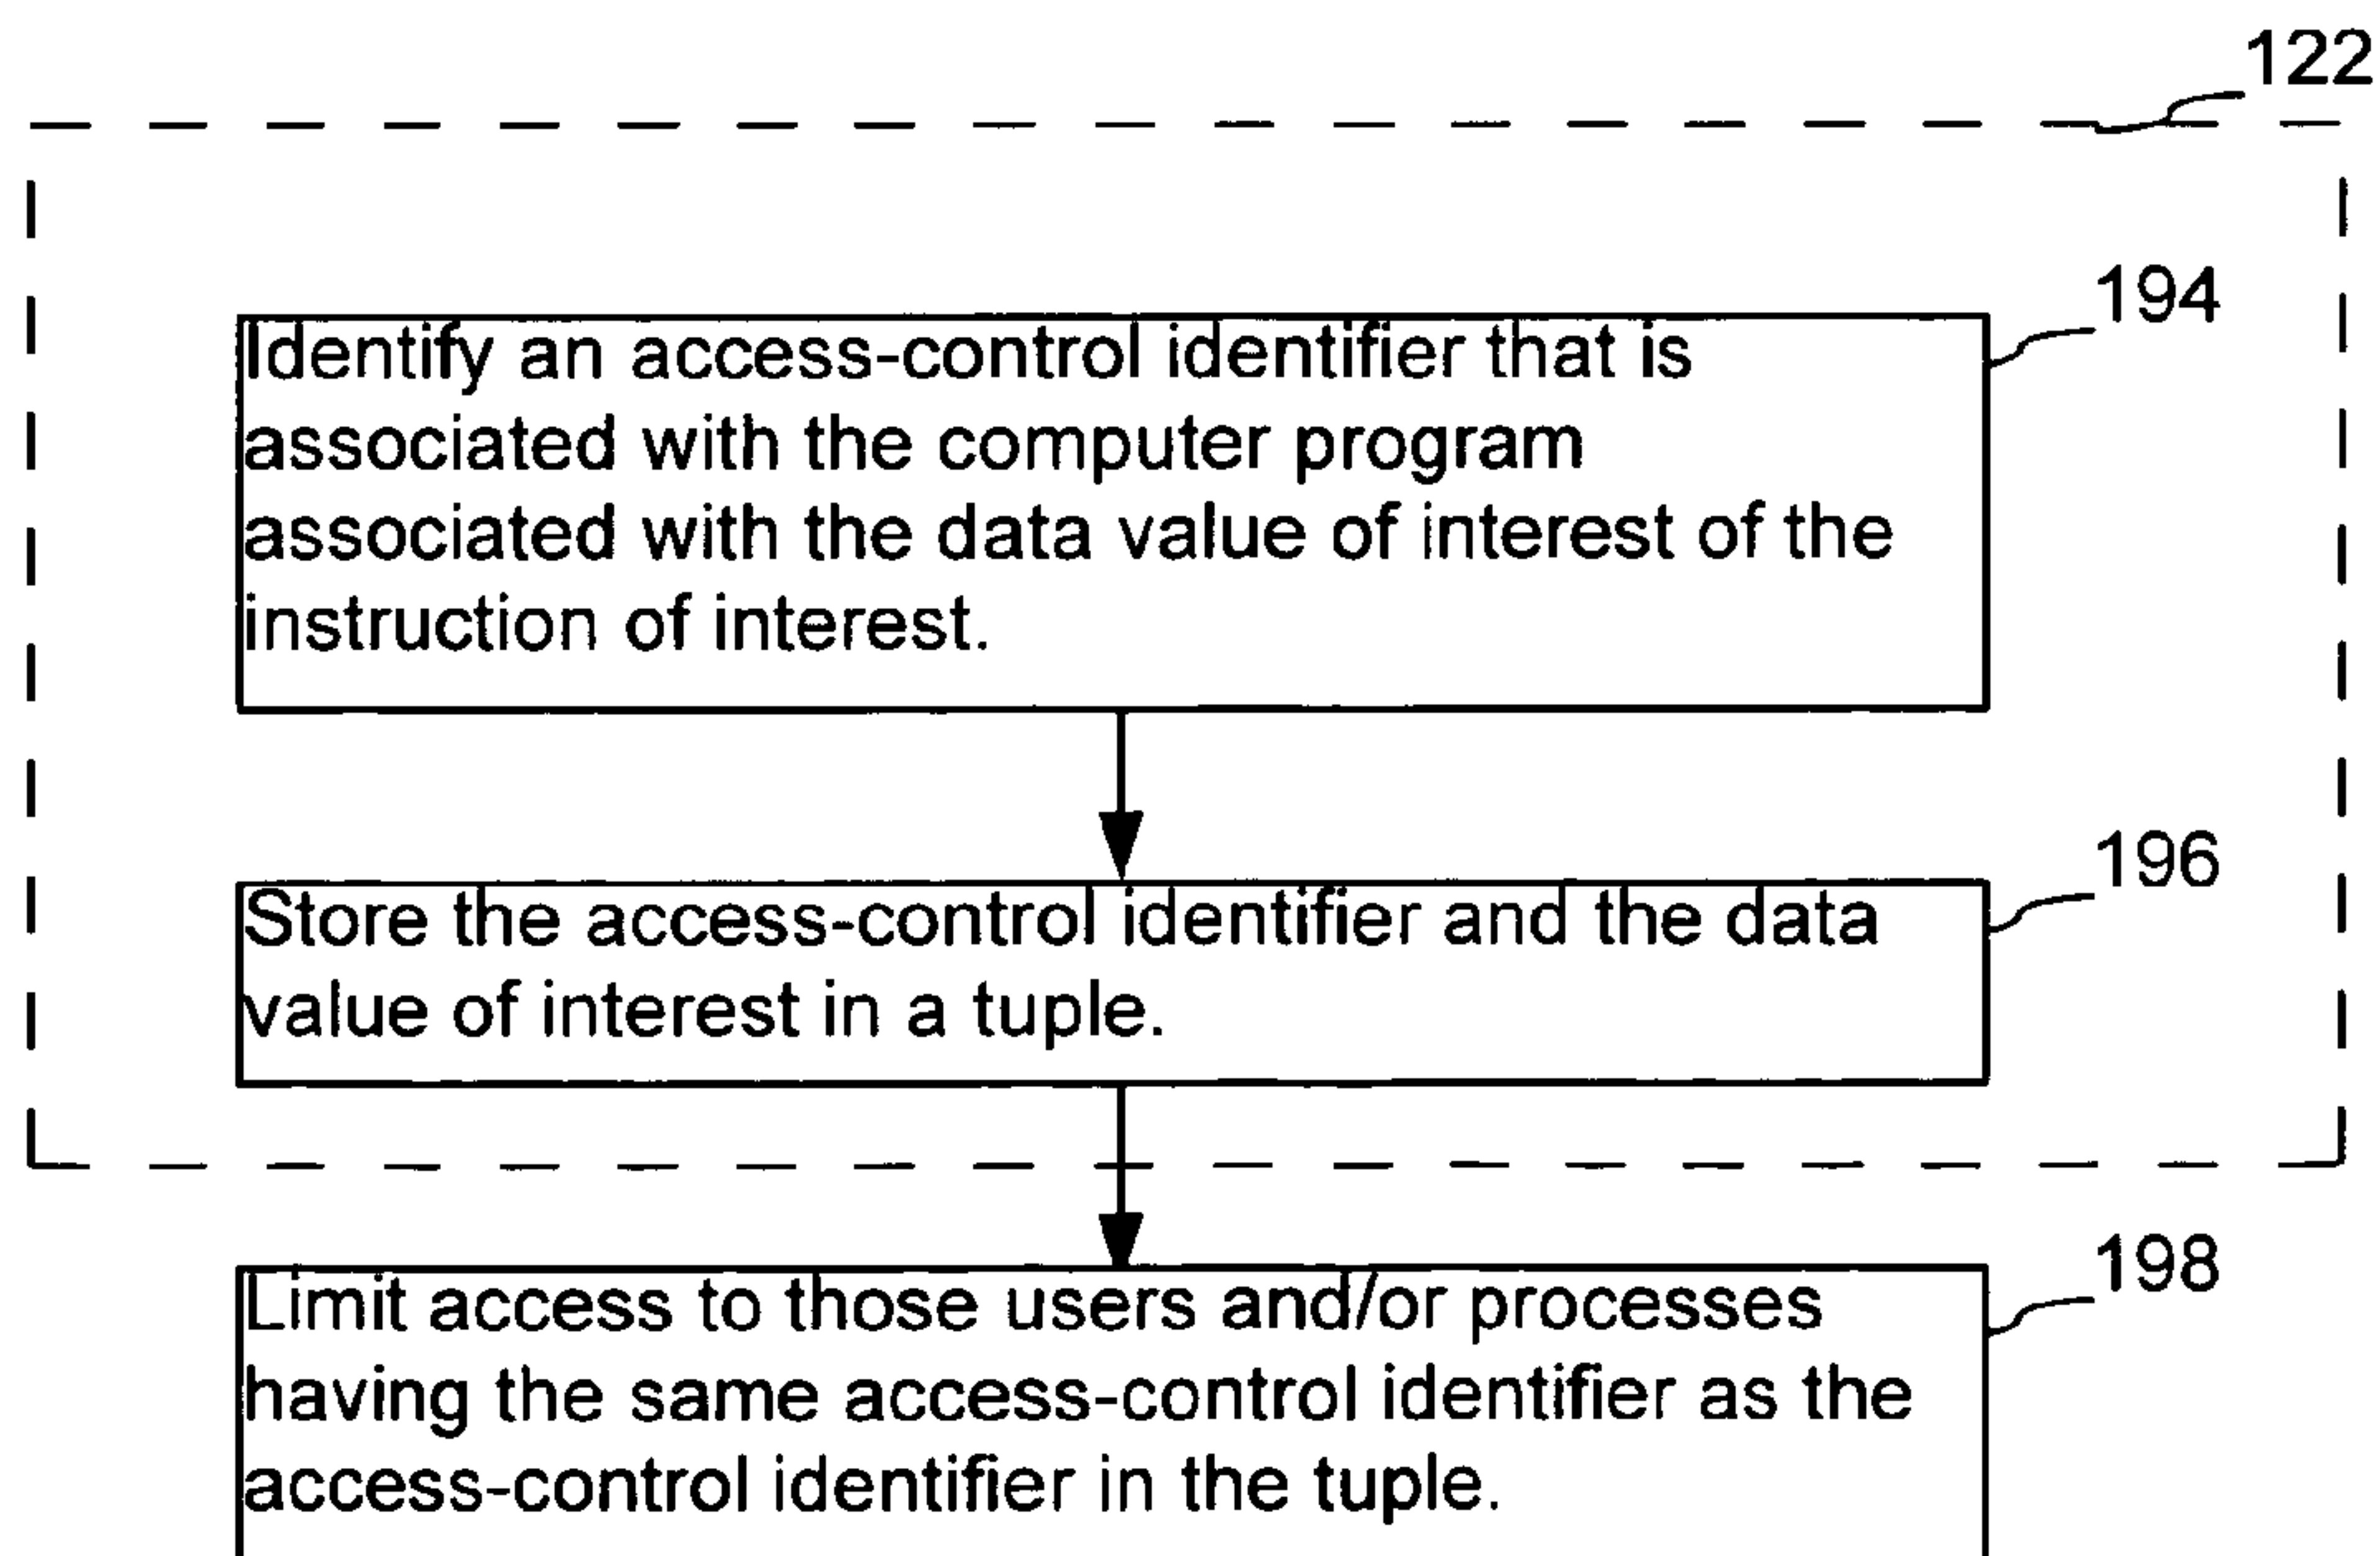 122
194
Identify an access-control identifier that is
associated with the computer program
associated with the data value of interest of the
instruction of interest.
196
Store the access-control identifier and the data
value of interest in a tuple.
198
Limit access to those users and/or processes
having the same access-control identifier as the
access-control identifier in the tuple.